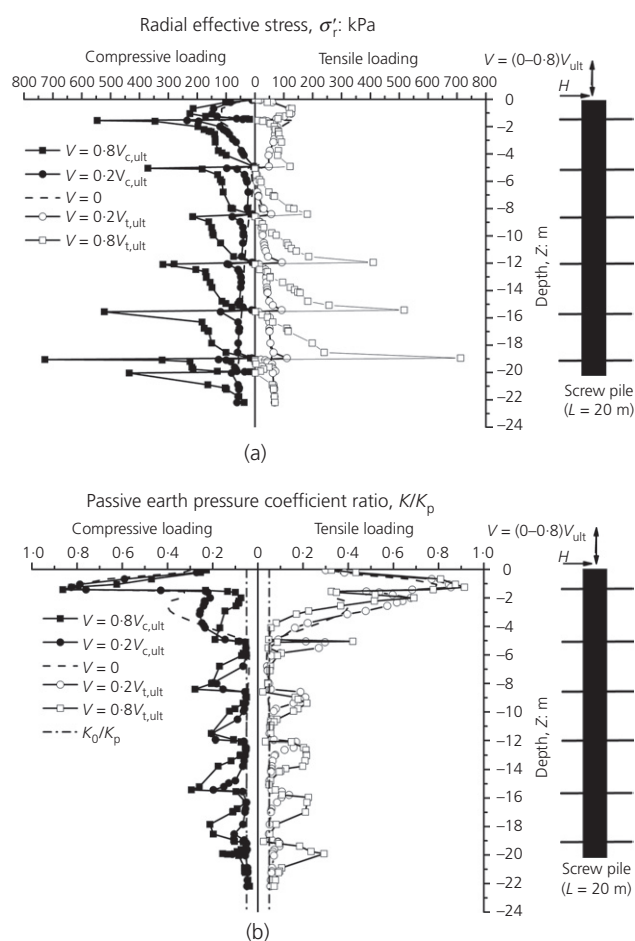 Radial effective stress, σ′r: kPa
Compressive loading Tensile loading
V = (0–0·8)Vult
H
800 700 600 500 400 300 200 100 0 100 200 300 400 500 600 700 800
0
−2
−4
−6
−8
−10
−12
−14
−16
−18
−20
−22
−24
Depth, Z: m
V = 0·8Vc,ult
V = 0·2Vc,ult
V = 0
V = 0·2Vt,ult
V = 0·8Vt,ult
Screw pile
(L = 20 m)
(a)
Passive earth pressure coefficient ratio, K/Kp
Compressive loading Tensile loading
V = (0–0·8)Vult
H
1·0 0·8 0·6 0·4 0·2 0 0·2 0·4 0·6 0·8 1·0
0
−2
−4
−6
−8
−10
−12
−14
−16
−18
−20
−22
−24
Depth, Z: m
V = 0·8Vc,ult
V = 0·2Vc,ult
V = 0
V = 0·2Vt,ult
V = 0·8Vt,ult
K0/Kp
Screw pile
(L = 20 m)
(b)